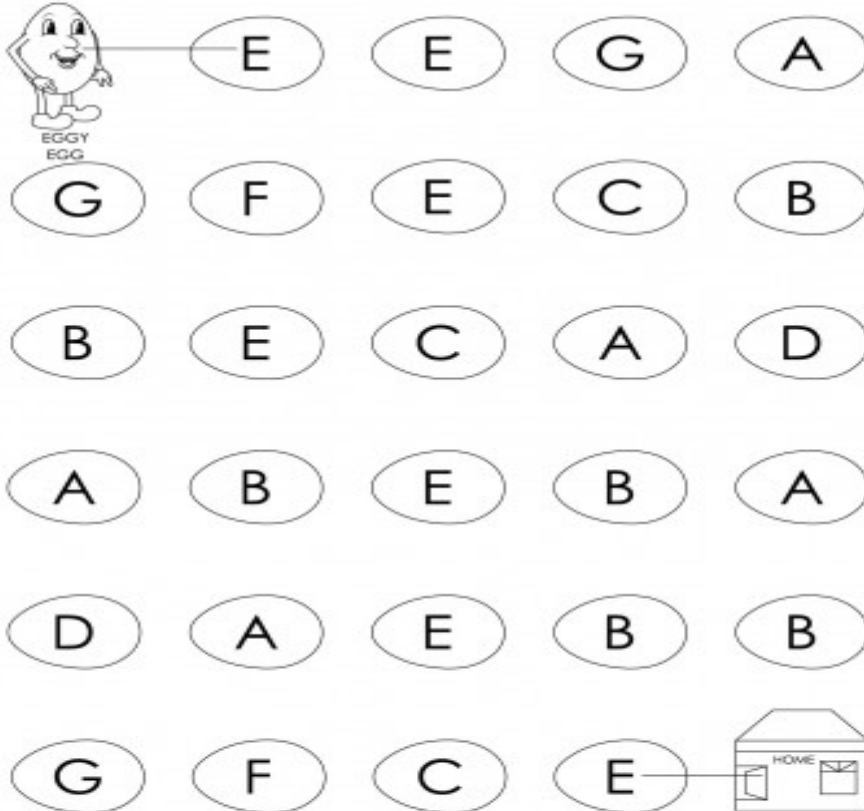 E E G A
EGGY
EGG
G F E C B
B E C A D
A B E B A
D A E B B
G F C E
HOME